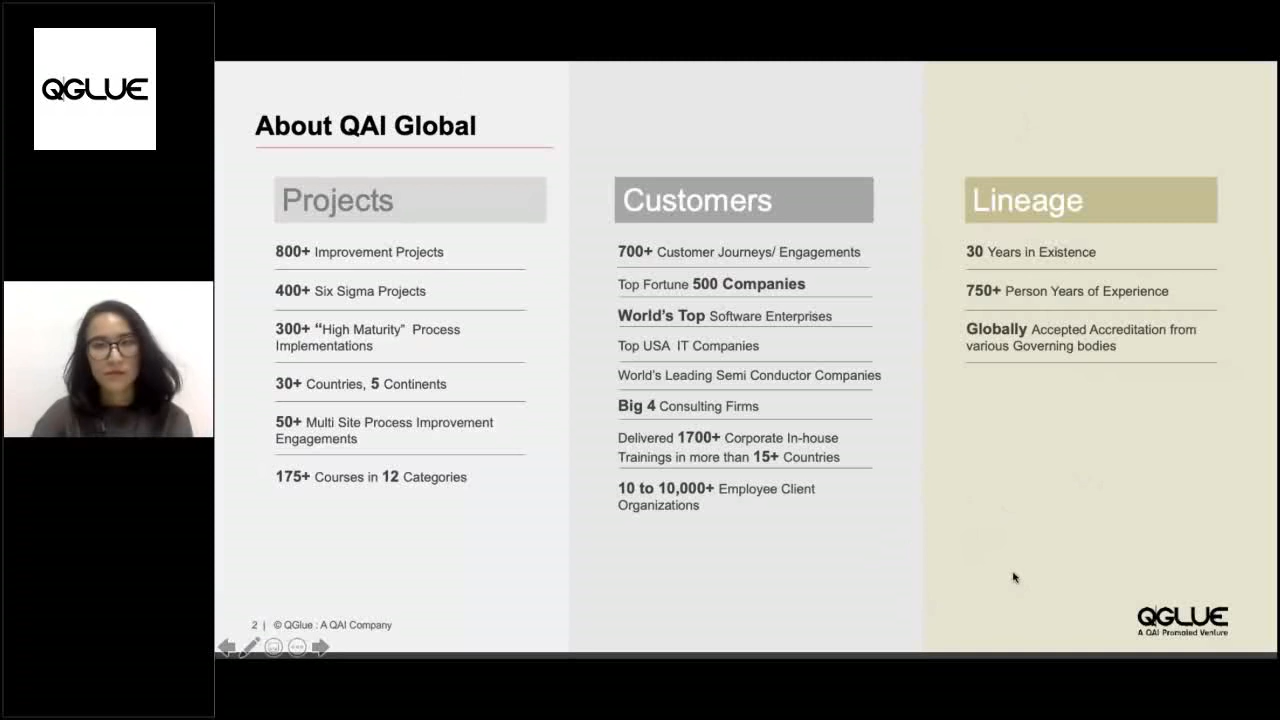 QGLUE
About QAI Global
Projects
800+ Improvement Projects
400+ Six Sigma Projects
300+ “High Maturity” Process
Implementations
30+ Countries, 5 Continents
50+ Multi Site Process Improvement
Engagements
175+ Courses in 12 Categories
Customers
700+ Customer Journeys/ Engagements
Top Fortune 500 Companies
World's Top Software Enterprises
Top USA IT Companies
World's Leading Semi Conductor Companies
Big 4 Consulting Firms
Delivered 1700+ Corporate In-house
Trainings in more than 15+ Countries
10 to 10,000+ Employee Client
Organizations
Lineage
30 Years in Existence
750+ Person Years of Experience
Globally Accepted Accreditation from
various Governing bodies
2 | © QGlue : A QAI Company
QGLUE
A QAI Promoted Venture